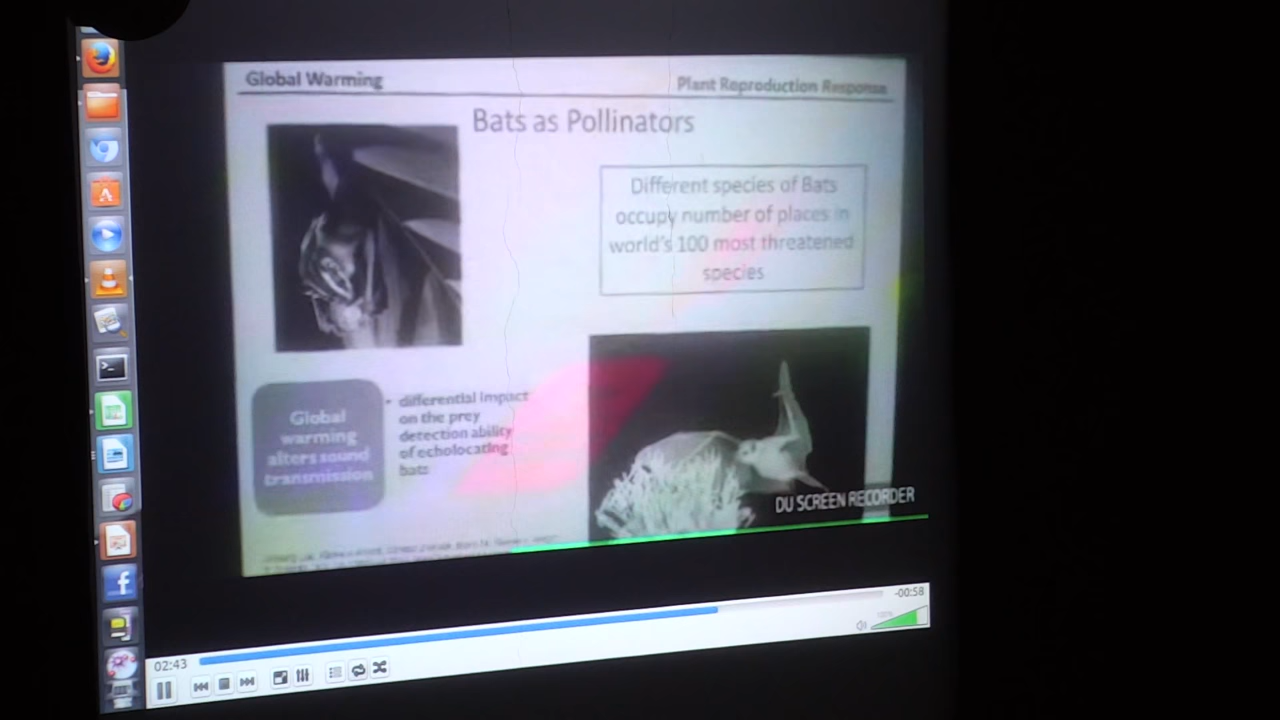 Global Warming
Plant Reproduction Response
Bats as Pollinators
Different species of Bats
occupy number of places in
world's 100 most threatened
species
Global
warming
alters sound
transmission
• differential impact
on the prey
detection ability
of echolocating
bats
DU SCREEN RECORDER
-00:58
100%
02:43